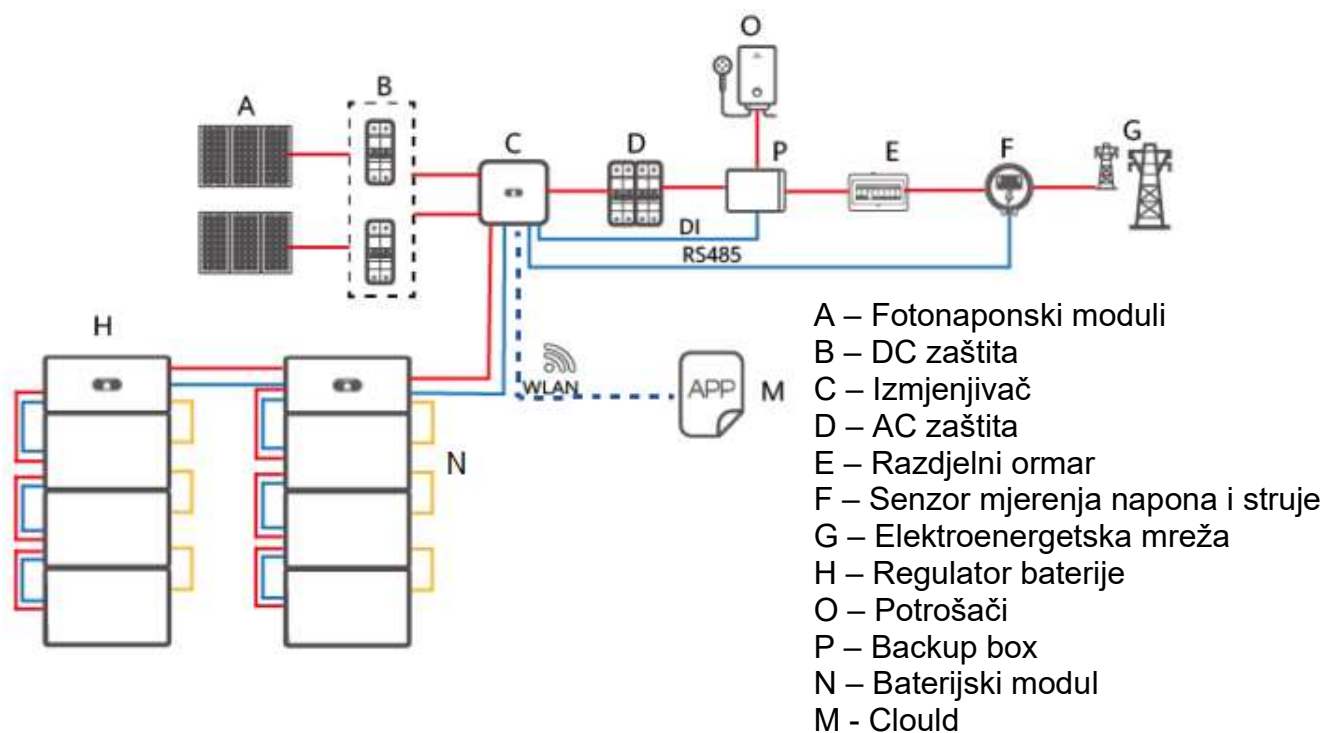 O
A
B
C
D
P
E
F
G
DI
RS485
H
WLAN
APP
M
N
A – Fotonaponski moduli
B – DC zaštita
C – Izmjenjivač
D – AC zaštita
E – Razdjelni ormar
F – Senzor mjerenja napona i struje
G – Elektroenergetska mreža
H – Regulator baterije
O – Potrošači
P – Backup box
N – Baterijski modul
M - Clould